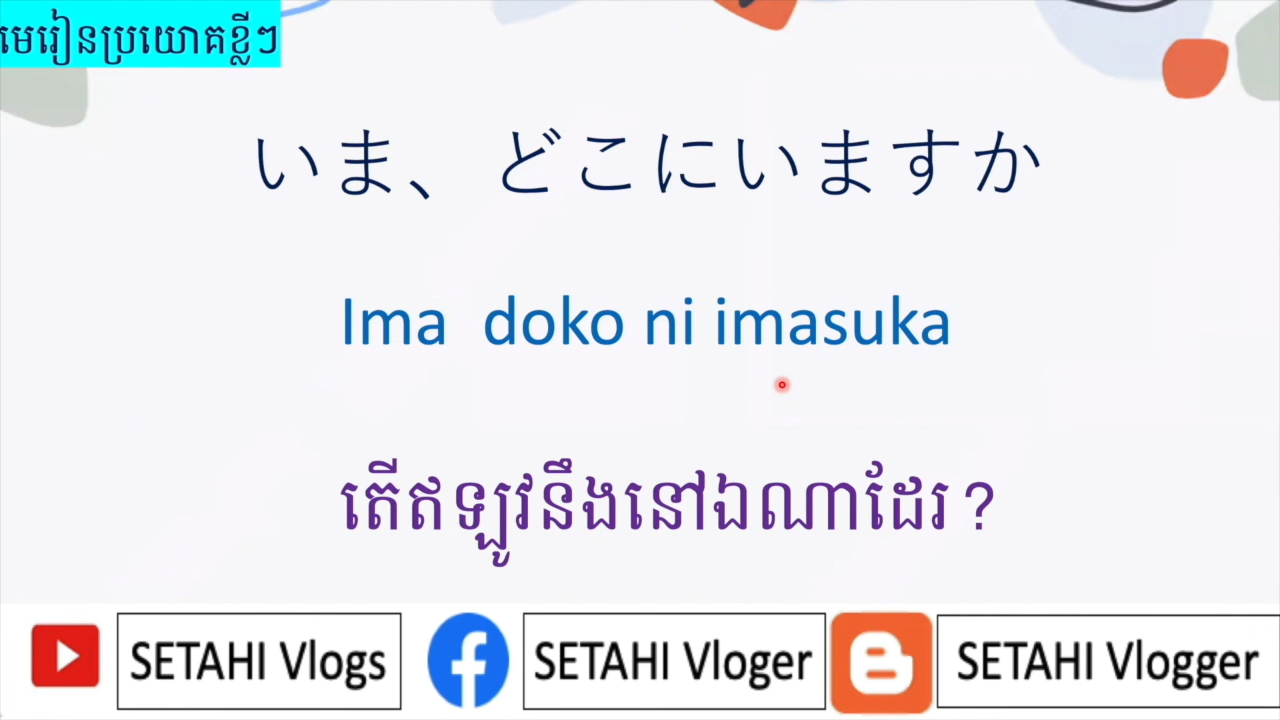 មេរៀនប្រយោគខ្លីៗ
いま、どこにいますか
Ima doko ni imasuka
តើឥឡូវនឹងនៅឯណាដែរ?
SETAHI Vlogs
SETAHI Vloger
SETAHI Vlogger